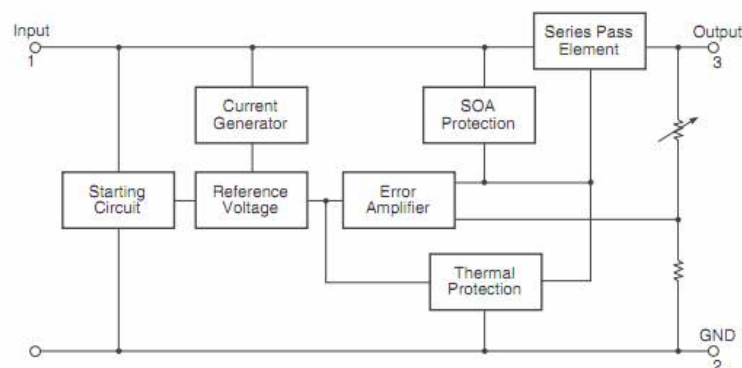 Input
1
Series Pass
Element
Output
3
Current
Generator
SOA
Protection
Starting
Circuit
Reference
Voltage
Error
Amplifier
Thermal
Protection
GND
2